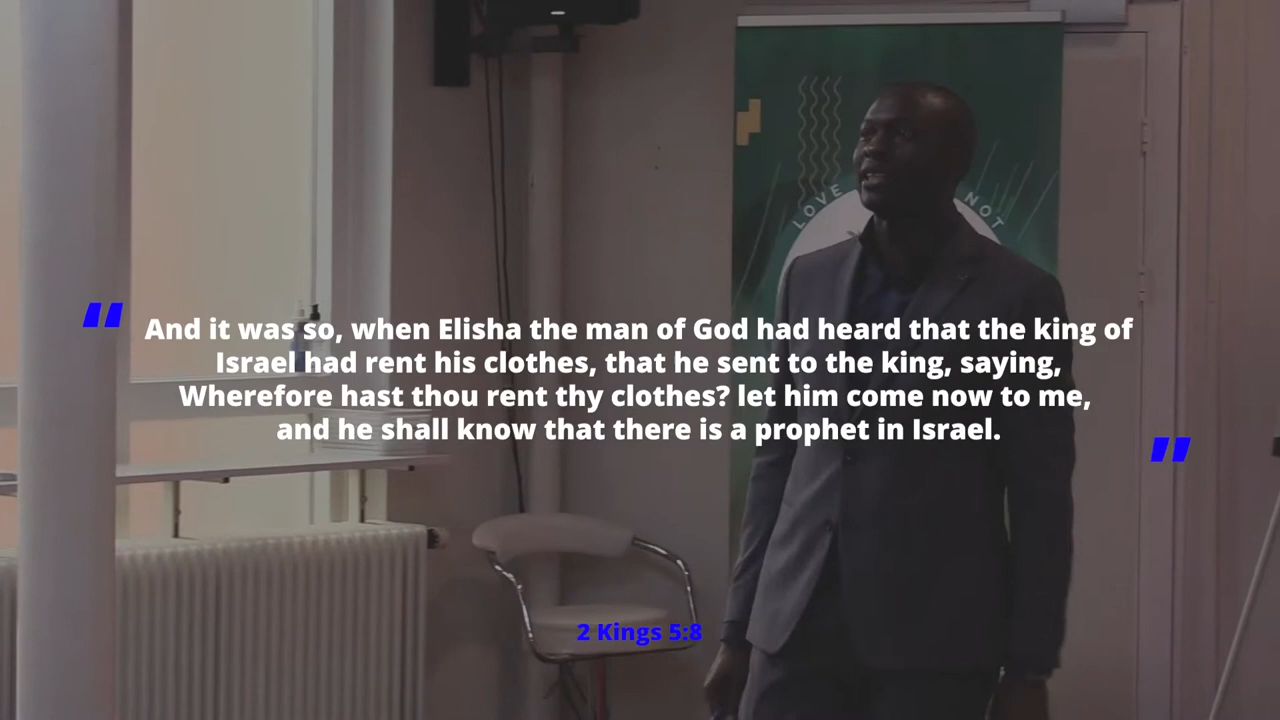 LOVE NOT
“ And it was so, when Elisha the man of God had heard that the king of
Israel had rent his clothes, that he sent to the king, saying,
Wherefore hast thou rent thy clothes? let him come now to me,
and he shall know that there is a prophet in Israel. ”
2 Kings 5:8